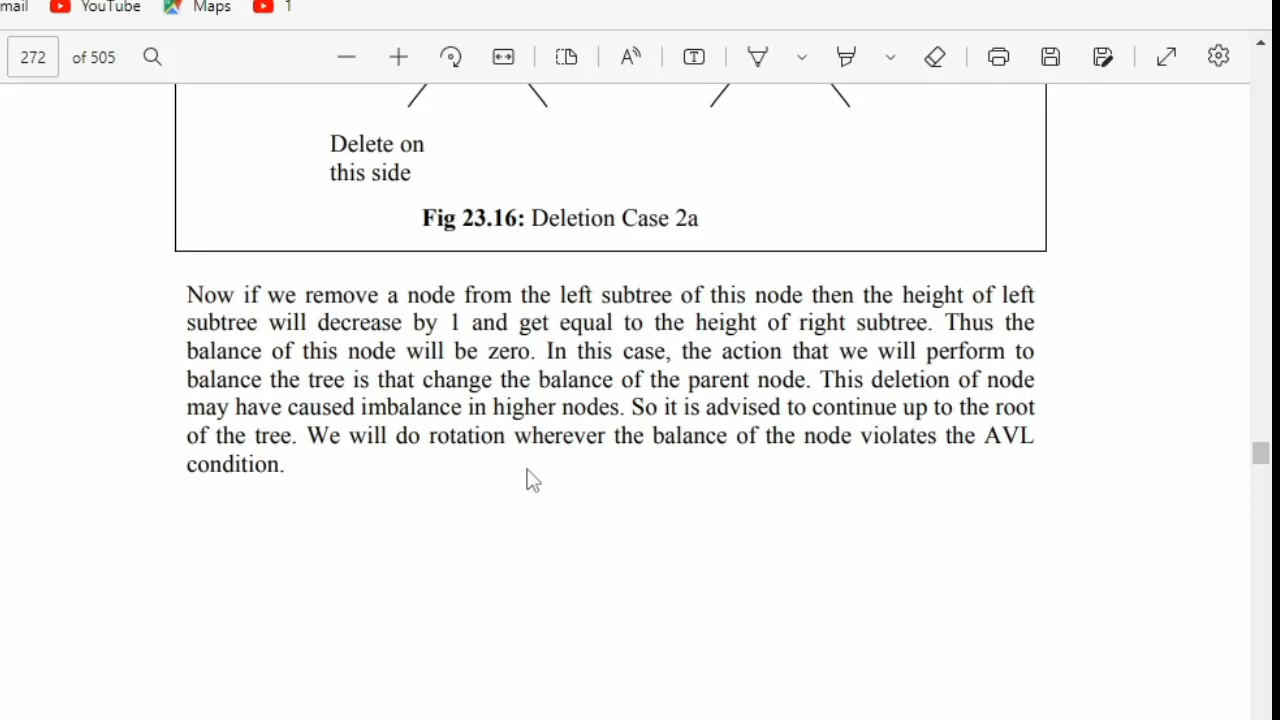 mail YouTube Maps 1
272 of 505
Delete on
this side
Fig 23.16: Deletion Case 2a
Now if we remove a node from the left subtree of this node then the height of left
subtree will decrease by 1 and get equal to the height of right subtree. Thus the
balance of this node will be zero. In this case, the action that we will perform to
balance the tree is that change the balance of the parent node. This deletion of node
may have caused imbalance in higher nodes. So it is advised to continue up to the root
of the tree. We will do rotation wherever the balance of the node violates the AVL
condition.